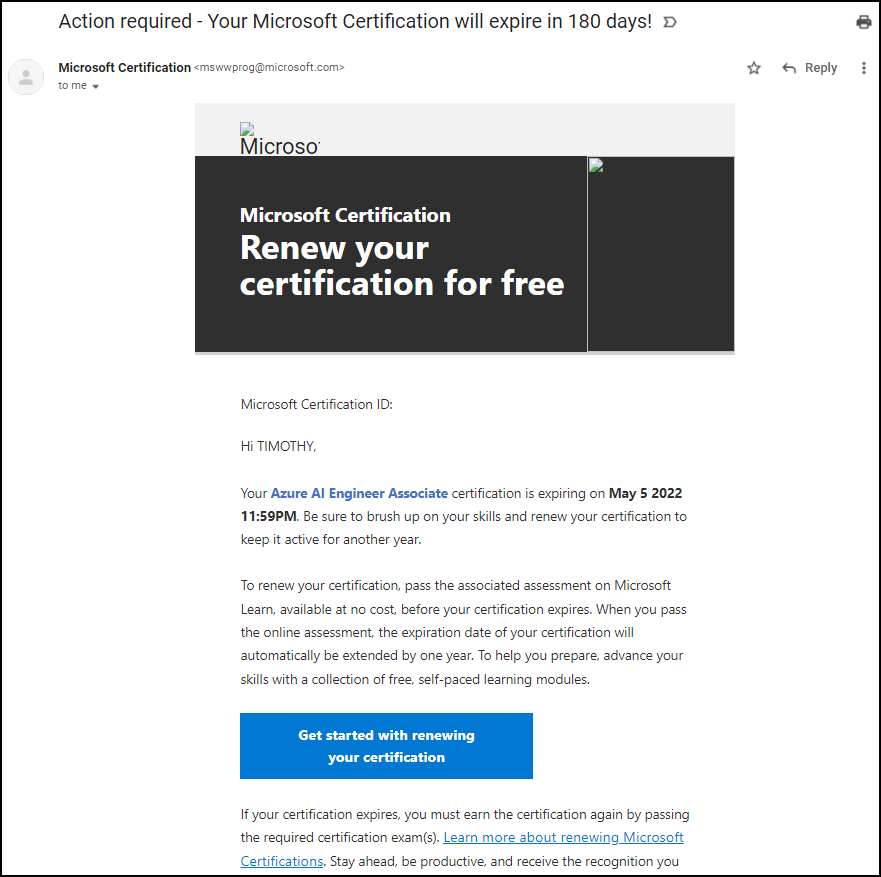 Action required - Your Microsoft Certification will expire in 180 days!
Microsoft Certification <mswwprog@microsoft.com>
Reply
to me
Microso
Microsoft Certification
Renew your
certification for free
Microsoft Certification ID:
Hi TIMOTHY,
Your Azure AI Engineer Associate certification is expiring on May 5 2022
11:59PM. Be sure to brush up on your skills and renew your certification to
keep it active for another year.
To renew your certification, pass the associated assessment on Microsoft
Learn, available at no cost, before your certification expires. When you pass
the online assessment, the expiration date of your certification will
automatically be extended by one year. To help you prepare, advance your
skills with a collection of free, self-paced learning modules.
Get started with renewing
your certification
If your certification expires, you must earn the certification again by passing
the required certification exam(s). Learn more about renewing Microsoft
Certifications. Stay ahead, be productive, and receive the recognition you